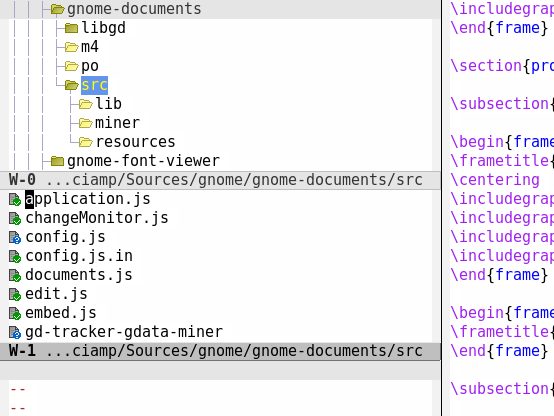 gnome-documents
libgd
m4
po
src
lib
miner
resources
gnome-font-viewer
W-0 ...ciamp/Sources/gnome/gnome-documents/src
application.js
changeMonitor.js
config.js
config.js.in
documents.js
edit.js
embed.js
gd-tracker-gdata-miner
W-1 ...ciamp/Sources/gnome/gnome-documents/src
--
--
\includegrap
\end{frame}
\section{pro
\subsection{
\begin{frame
\frametitle{
\centering
\includegrap
\includegrap
\includegrap
\includegrap
\end{frame}
\begin{frame
\frametitle{
\end{frame}
\subsection{